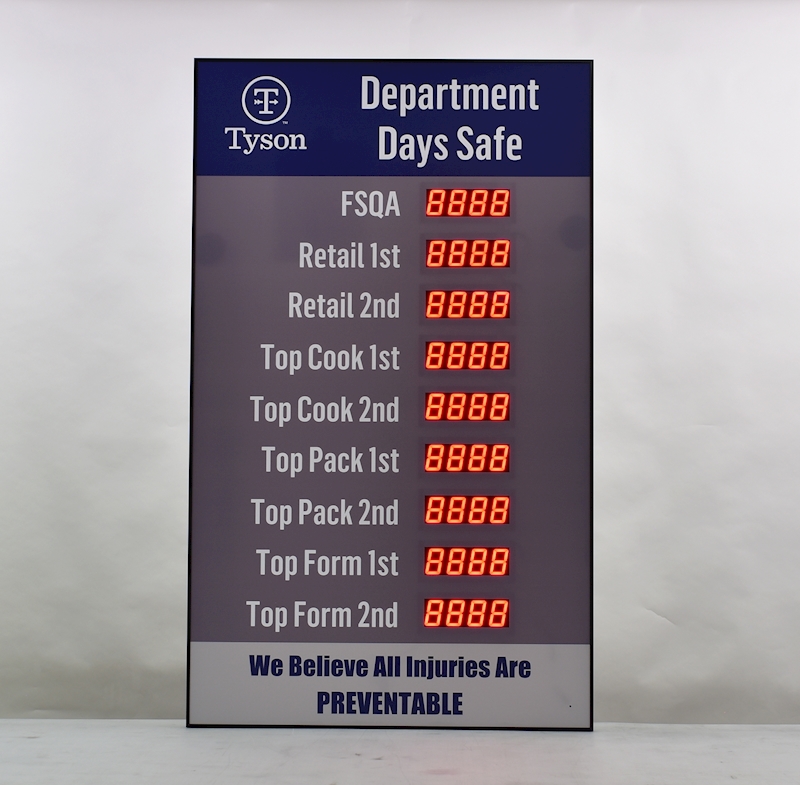 Tyson
Department
Days Safe
FSQA 8888
Retail 1st 8888
Retail 2nd 8888
Top Cook 1st 8888
Top Cook 2nd 8888
Top Pack 1st 8888
Top Pack 2nd 8888
Top Form 1st 8888
Top Form 2nd 8888
We Believe All Injuries Are
PREVENTABLE